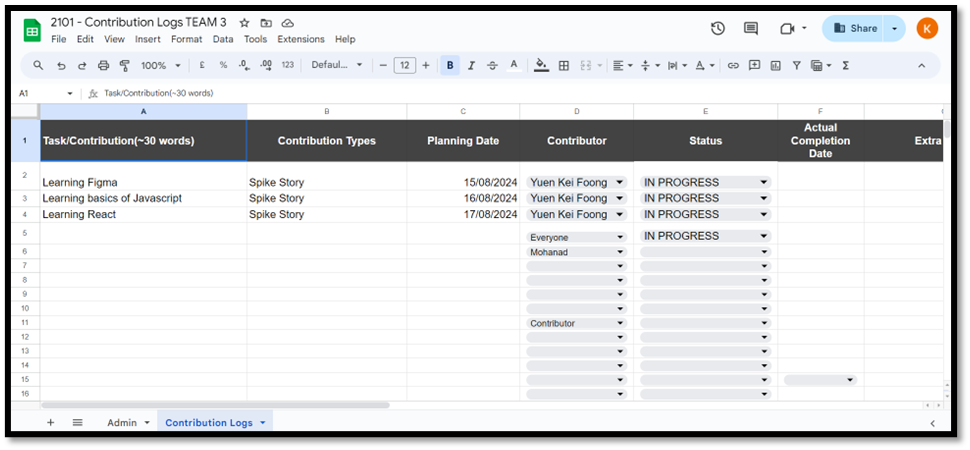 2101 - Contribution Logs TEAM 3
File Edit View Insert Format Data Tools Extensions Help
Share
K
100% £ % .0 .00 123 Defaul... 12 B I S A
A1 fx Task/Contribution(~30 words)
A B C D E F
1 Task/Contribution(~30 words) Contribution Types Planning Date Contributor Status Actual Completion Date Extra
2 Learning Figma Spike Story 15/08/2024 Yuen Kei Foong IN PROGRESS
3 Learning basics of Javascript Spike Story 16/08/2024 Yuen Kei Foong IN PROGRESS
4 Learning React Spike Story 17/08/2024 Yuen Kei Foong IN PROGRESS
5 Everyone IN PROGRESS
6 Mohanad
7
8
9
10
11 Contributor
12
13
14
15
16
Admin Contribution Logs